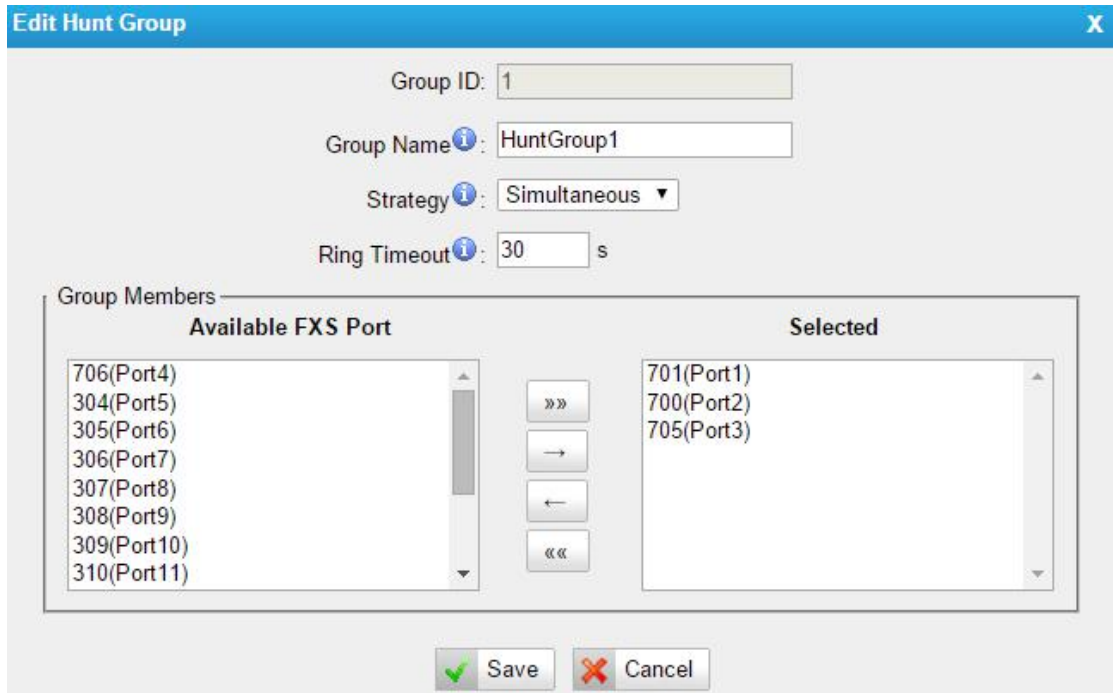 Edit Hunt Group X
Group ID: 1
Group Name i : HuntGroup1
Strategy i : Simultaneous ▼
Ring Timeout i : 30 s
Group Members
Available FXS Port Selected
706(Port4) 701(Port1)
304(Port5) 700(Port2)
305(Port6) 705(Port3)
306(Port7)
307(Port8)
308(Port9)
309(Port10)
310(Port11)
»»
→
←
««
Save Cancel